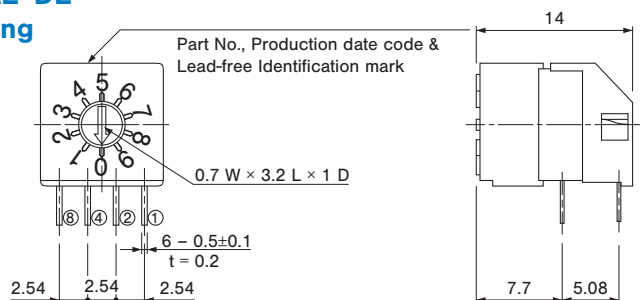 ng
Part No., Production date code &
Lead-free Identification mark
14
0 1 2 3 4 5 6 7 8 9
0.7 W × 3.2 L × 1 D
⑧ ④ ② ①
6 – 0.5±0.1
t = 0.2
2.54 2.54 2.54
7.7 5.08